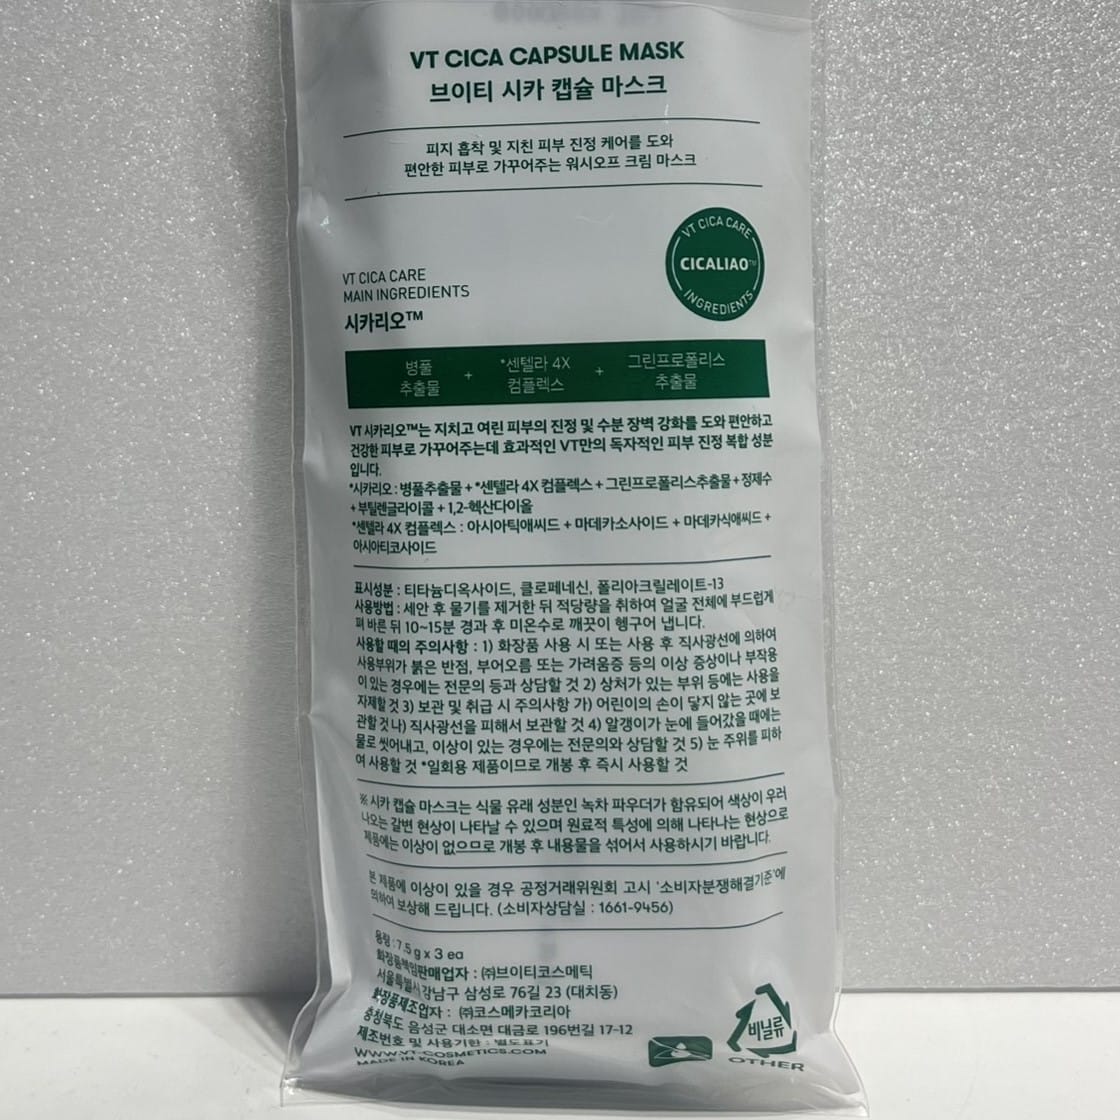 VT CICA CAPSULE MASK
브이티 시카 캡슐 마스크
피지 흡착 및 지친 피부 진정 케어를 도와
편안한 피부로 가꾸어주는 워시오프 크림 마스크
VT CICA CARE
CICALIAO™
INGREDIENTS
VT CICA CARE
MAIN INGREDIENTS
시카리오™
병풀
추출물
+
*센텔라 4X
컴플렉스
+
그린프로폴리스
추출물
VT 시카리오™는 지치고 여린 피부의 진정 및 수분 장벽 강화를 도와 편안하고
건강한 피부로 가꾸어주는데 효과적인 VT만의 독자적인 피부 진정 복합 성분
입니다.
*시카리오 : 병풀추출물 + *센텔라 4X 컴플렉스 + 그린프로폴리스추출물 + 정제수
+ 부틸렌글라이콜 + 1,2-헥산다이올
*센텔라 4X 컴플렉스 : 아시아틱애씨드 + 마데카소사이드 + 마데카식애씨드 +
아시아티코사이드
표시성분 : 티타늄디옥사이드, 클로페네신, 폴리아크릴레이트-13
사용방법 : 세안 후 물기를 제거한 뒤 적당량을 취하여 얼굴 전체에 부드럽게
펴 바른 뒤 10~15분 경과 후 미온수로 깨끗이 헹구어 냅니다.
사용할 때의 주의사항 : 1) 화장품 사용 시 또는 사용 후 직사광선에 의하여
사용부위가 붉은 반점, 부어오름 또는 가려움증 등의 이상 증상이나 부작용
이 있는 경우에는 전문의 등과 상담할 것 2) 상처가 있는 부위 등에는 사용을
자제할 것 3) 보관 및 취급 시 주의사항 가) 어린이의 손이 닿지 않는 곳에 보
관할 것 나) 직사광선을 피해서 보관할 것 4) 알갱이가 눈에 들어갔을 때에는
물로 씻어내고, 이상이 있는 경우에는 전문의와 상담할 것 5) 눈 주위를 피하
여 사용할 것 *일회용 제품이므로 개봉 후 즉시 사용할 것
※ 시카 캡슐 마스크는 식물 유래 성분인 녹차 파우더가 함유되어 색상이 우러
나오는 갈변 현상이 나타날 수 있으며 원료적 특성에 의해 나타나는 현상으로
제품에는 이상이 없으므로 개봉 후 내용물을 섞어서 사용하시기 바랍니다.
본 제품에 이상이 있을 경우 공정거래위원회 고시 '소비자분쟁해결기준'에
의하여 보상해 드립니다. (소비자상담실 : 1661-9456)
용량 : 7.5 g x 3 ea
화장품책임판매업자 : ㈜브이티코스메틱
서울특별시 강남구 삼성로 76길 23 (대치동)
화장품제조업자 : ㈜코스메카코리아
충청북도 음성군 대소면 대금로 196번길 17-12
제조번호 및 사용기한 : 별도표기
WWW.VT-COSMETICS.COM
MADE IN KOREA
비닐류
OTHER